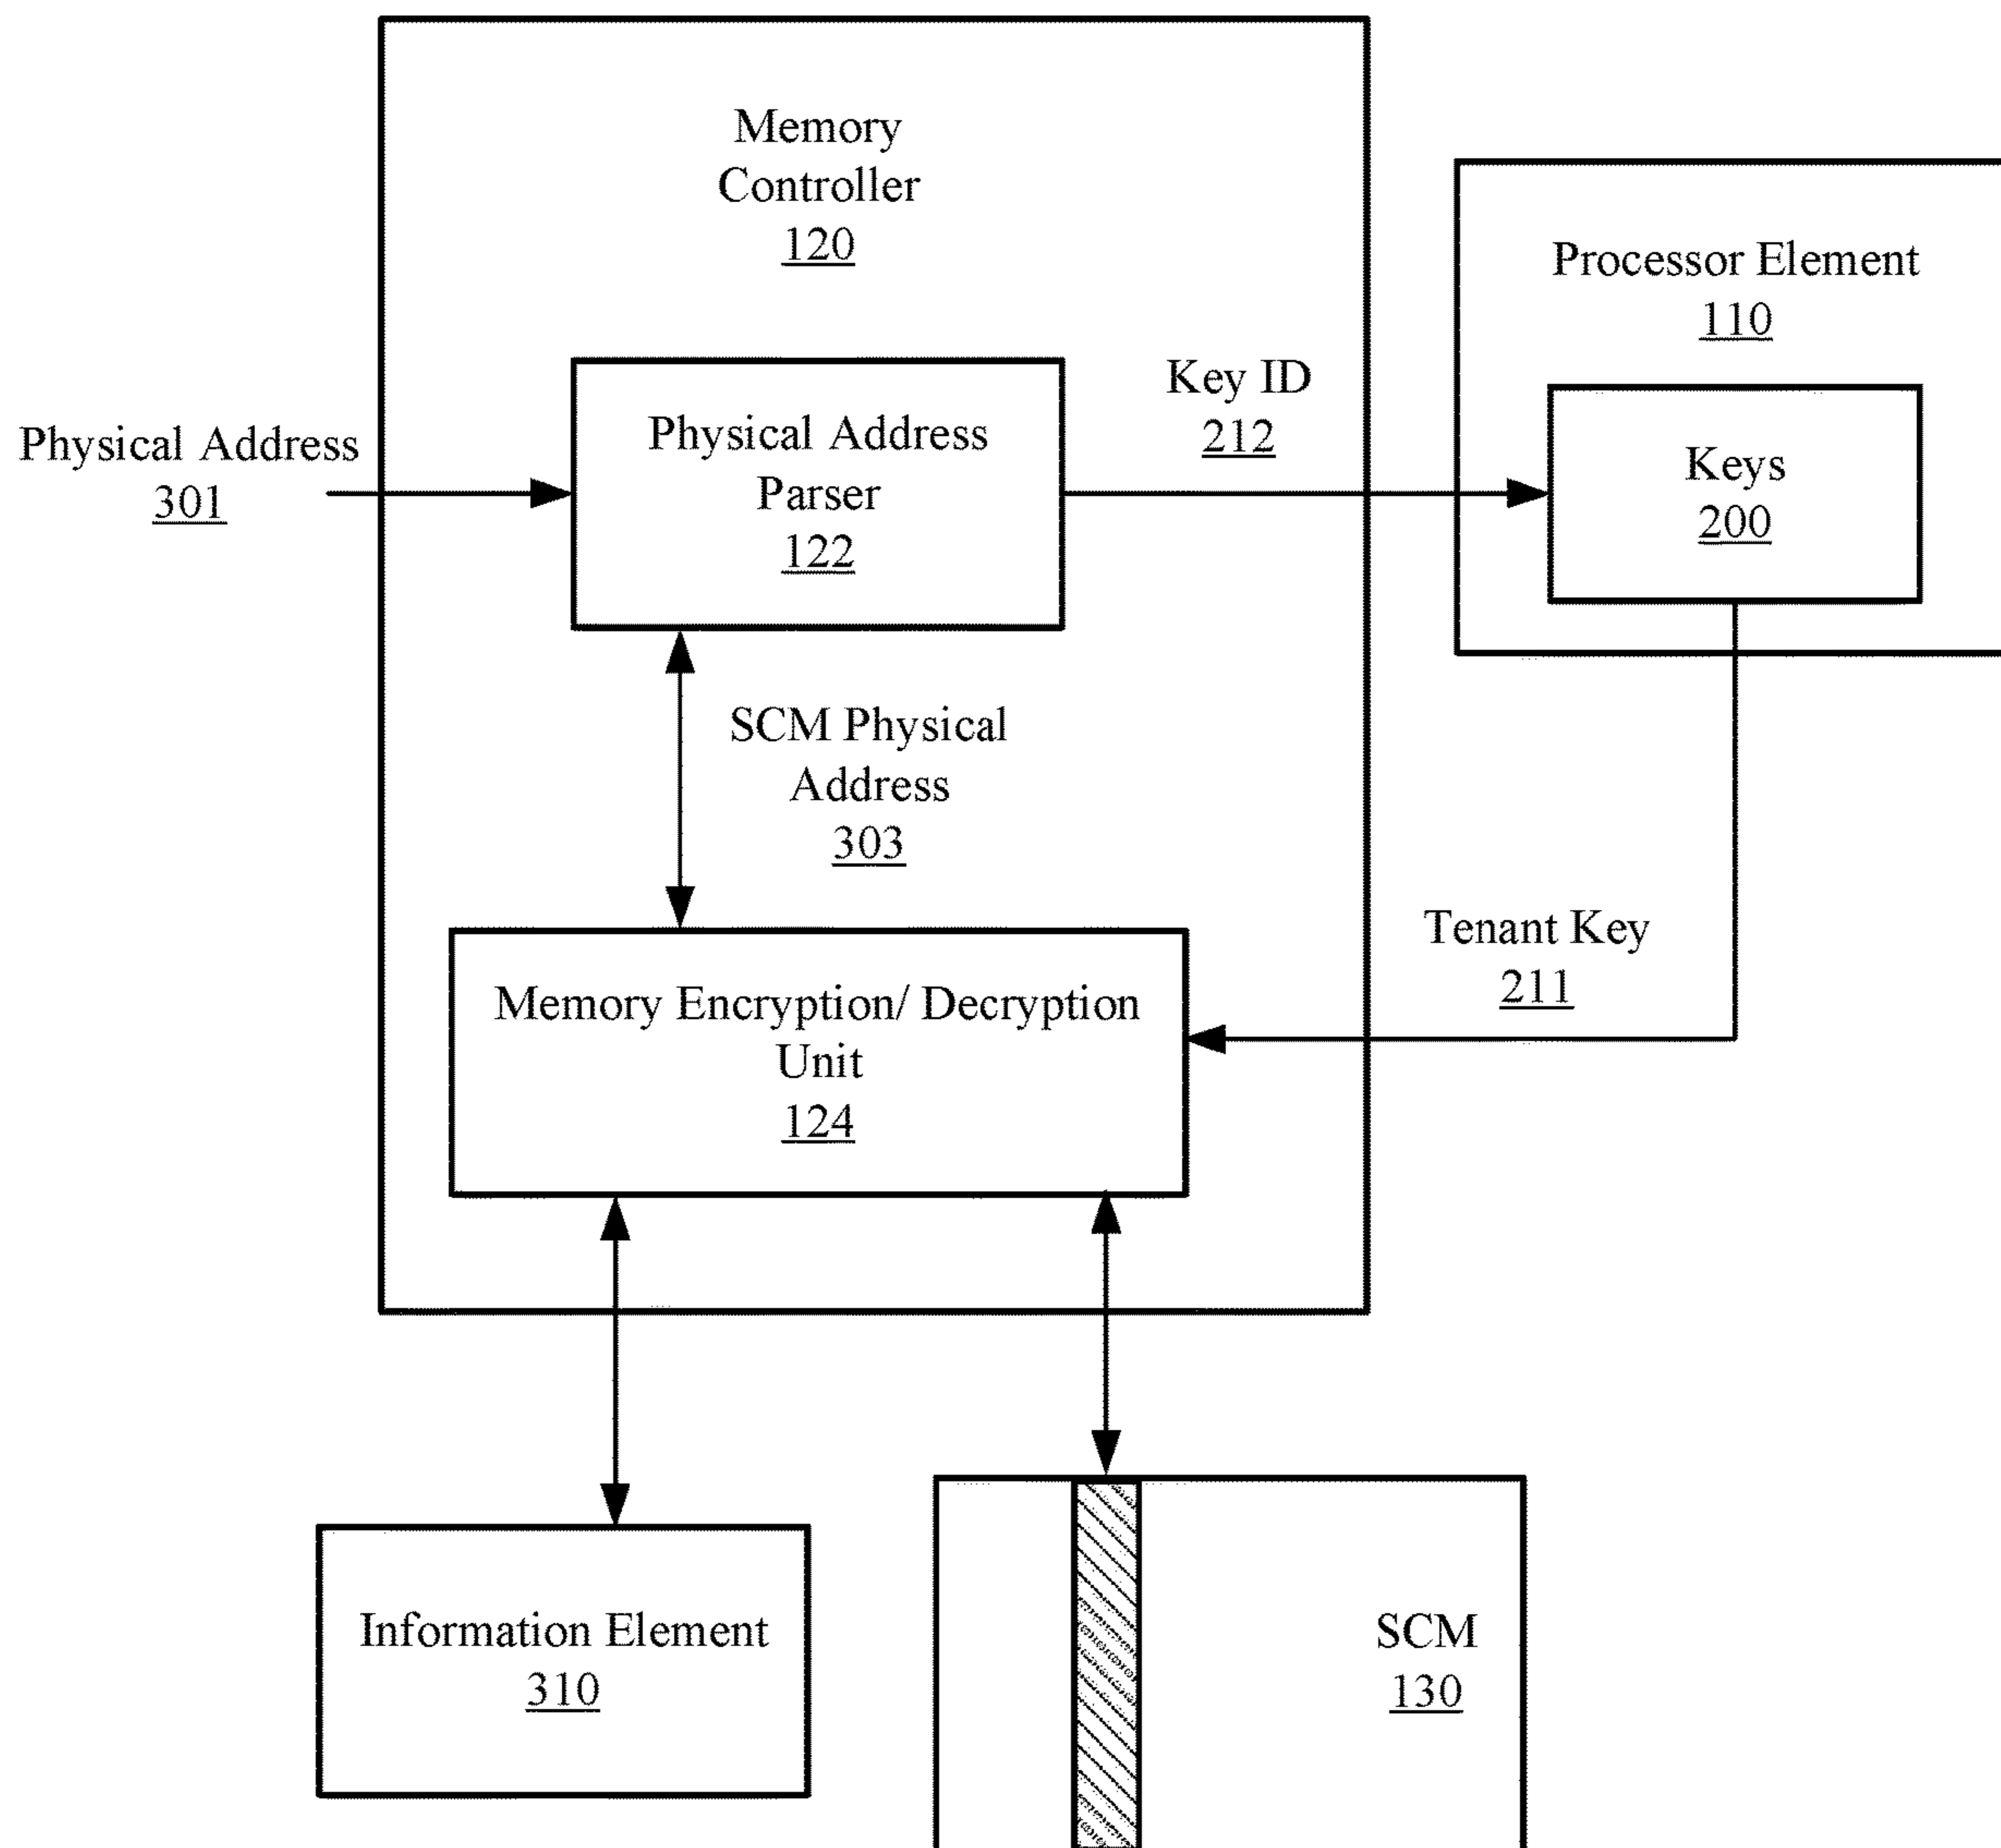 Memory
Controller
120
Processor Element
110
Keys
200
Key ID
212
Physical Address
301
Physical Address
Parser
122
SCM Physical
Address
303
Tenant Key
211
Memory Encryption/ Decryption
Unit
124
Information Element
310
SCM
130